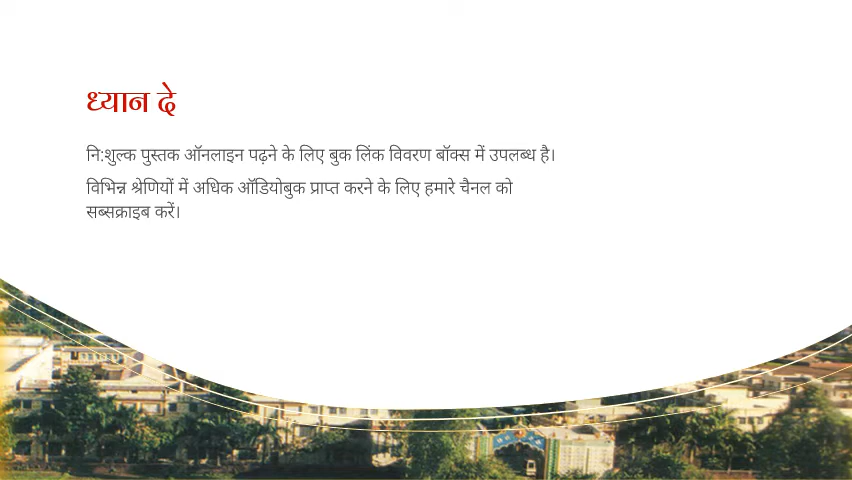 ध्यान दे
नि:शुल्क पुस्तक ऑनलाइन पढ़ने के लिए बुक लिंक विवरण बॉक्स में उपलब्ध है।
विभिन्न श्रेणियों में अधिक ऑडियोबुक प्राप्त करने के लिए हमारे चैनल को
सब्सक्राइब करें।